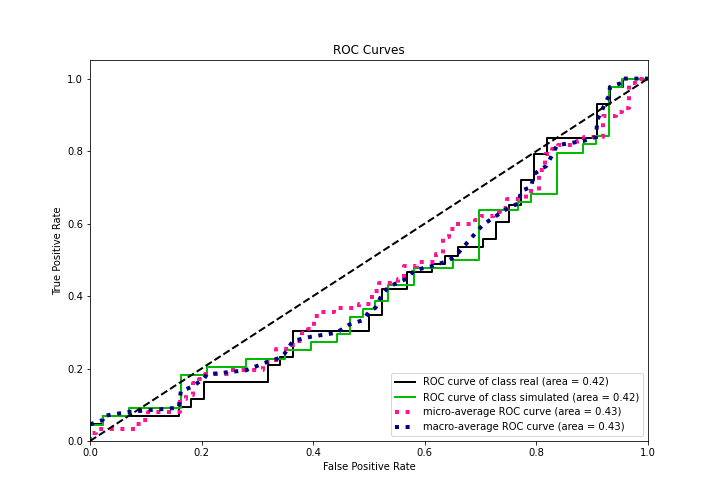 ROC Curves
True Positive Rate
1.0
0.8
0.6
0.4
0.2
0.0
ROC curve of class real (area = 0.42)
ROC curve of class simulated (area = 0.42)
micro-average ROC curve (area = 0.43)
macro-average ROC curve (area = 0.43)
0.0 0.2 0.4 0.6 0.8 1.0
False Positive Rate